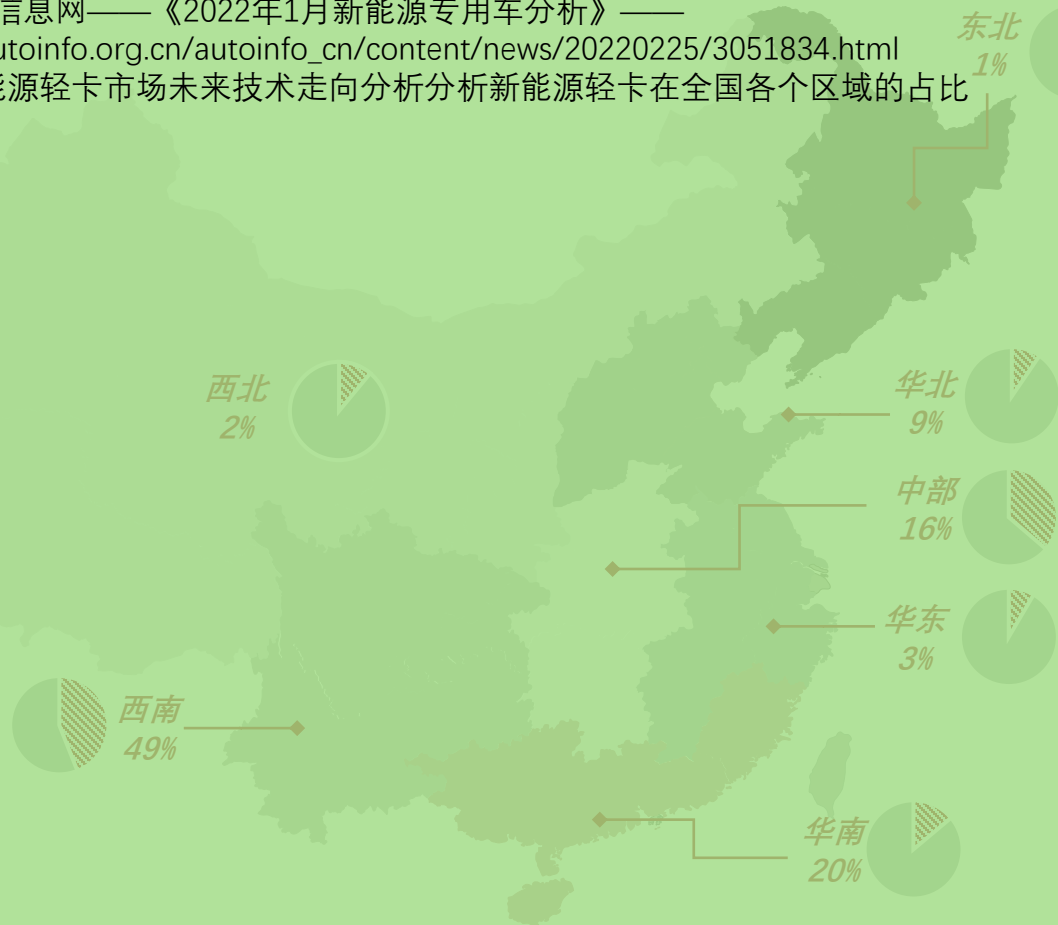 信息网——《2022年1月新能源专用车分析》——
utoinfo.org.cn/autoinfo_cn/content/news/20220225/3051834.html
能源轻卡市场未来技术走向分析分析新能源轻卡在全国各个区域的占比
东北
1%
西北
2%
华北
9%
中部
16%
华东
3%
西南
49%
华南
20%